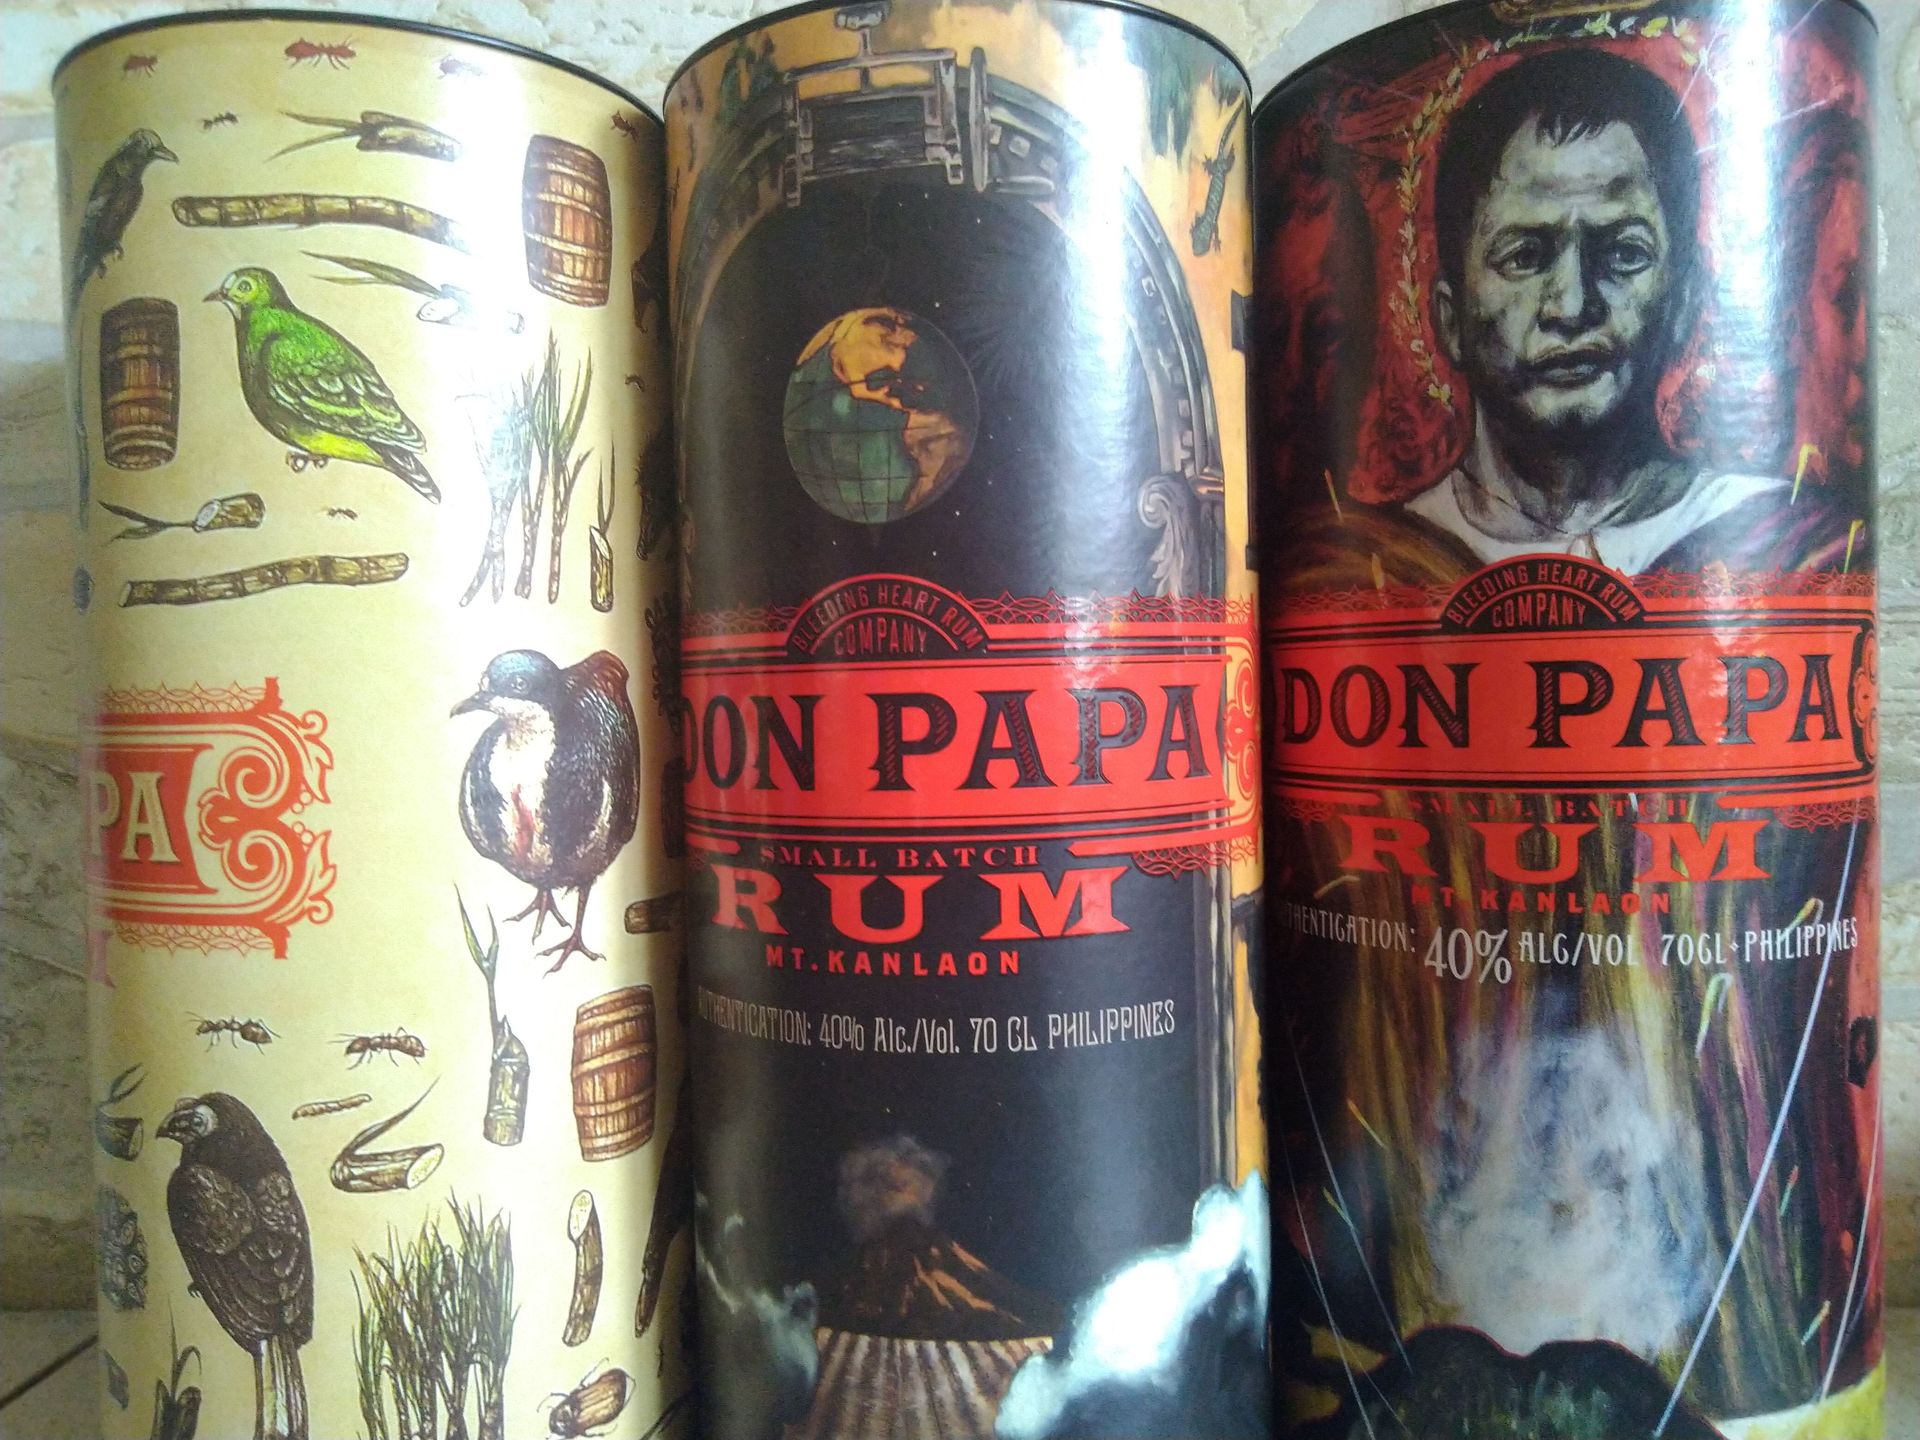 PA
BLEEDING HEART RUM
COMPANY
DON PAPA
SMALL BATCH
RUM
MT. KANLAON
AUTHENTICATION: 40% Alc./Vol. 70 CL PHILIPPINES
BLEEDING HEART RUM
COMPANY
DON PAPA
SMALL BATCH
RUM
MT. KANLAON
THENTICATION: 40% ALC/VOL 70CL PHILIPPINES